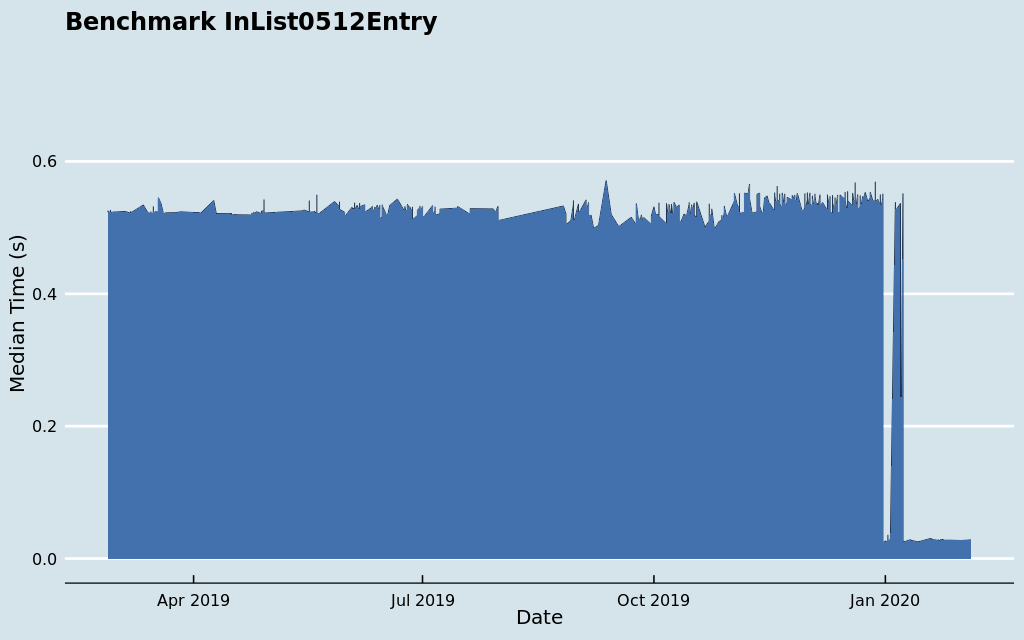 Benchmark InList0512Entry
0.6
0.4
0.2
0.0
Median Time (s)
Apr 2019
Jul 2019
Oct 2019
Jan 2020
Date